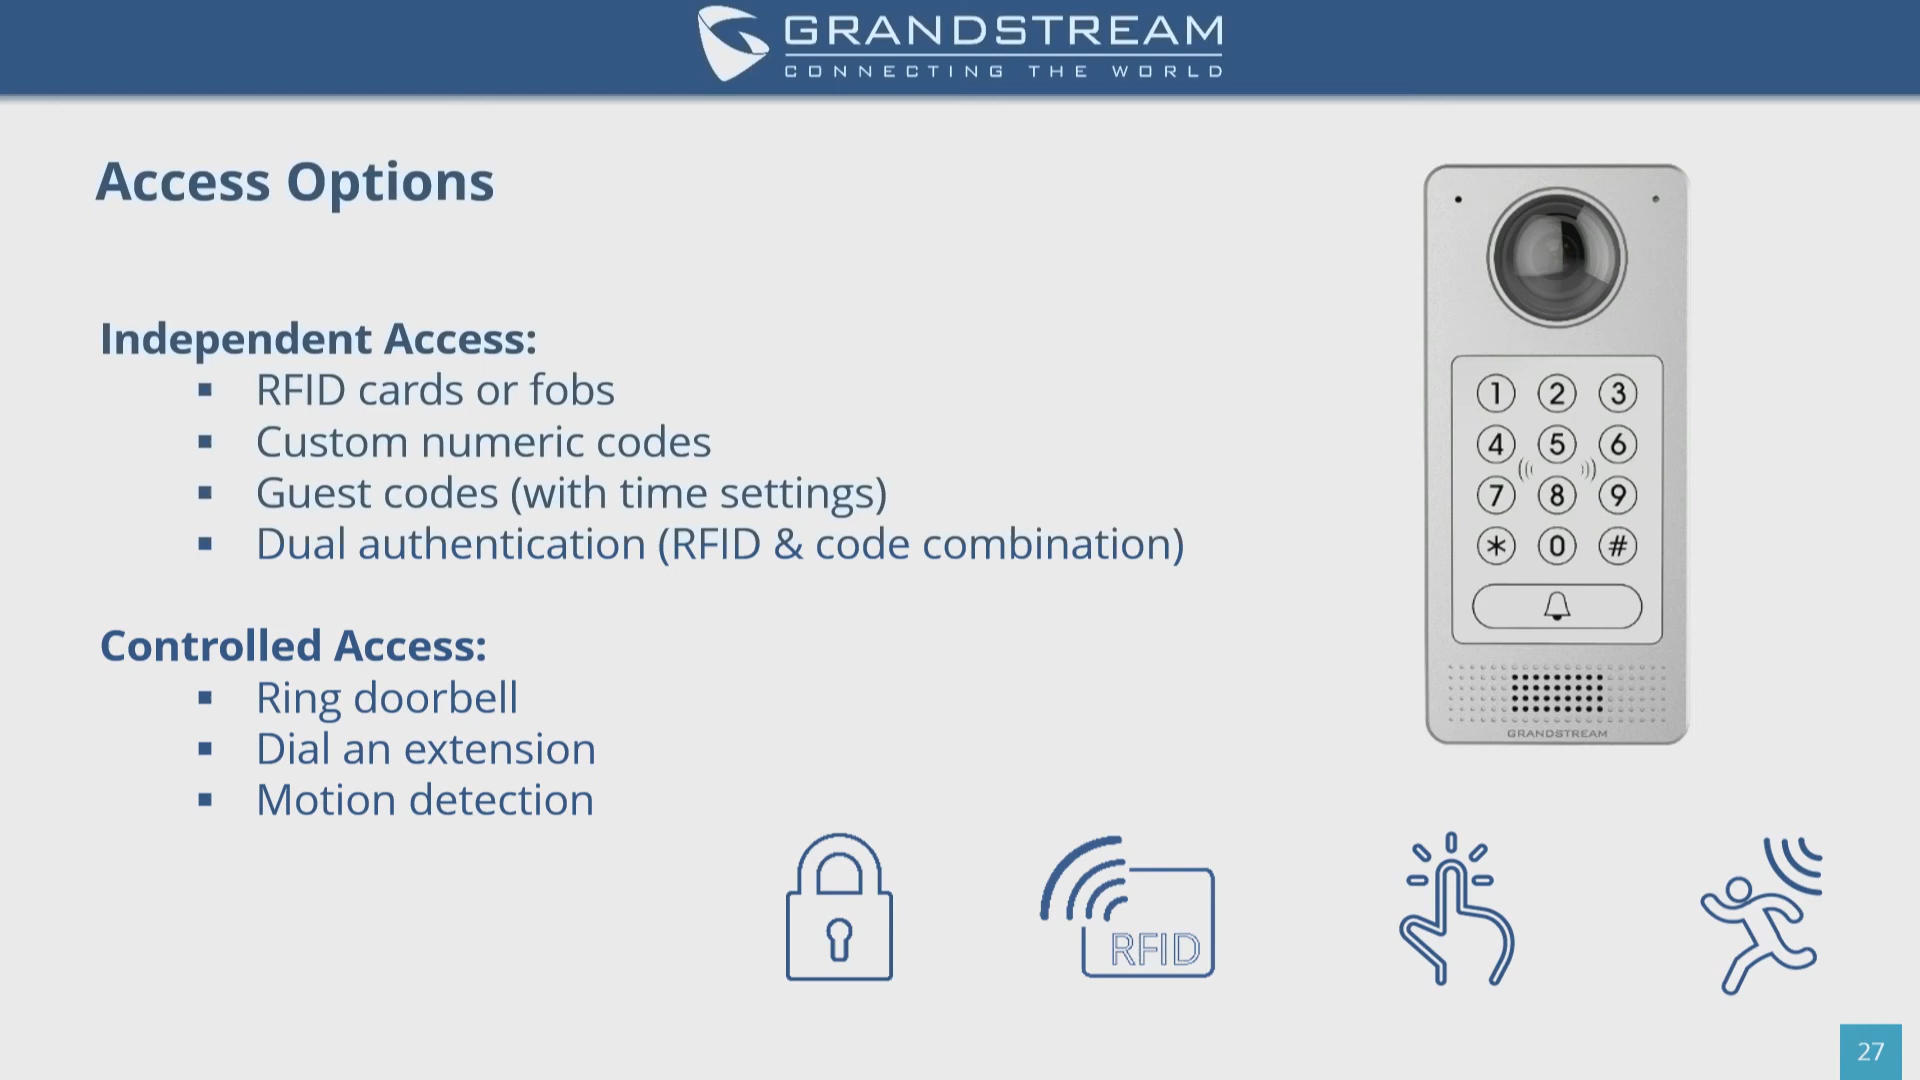 GRANDSTREAM
CONNECTING THE WORLD
Access Options
Independent Access:
▪ RFID cards or fobs
▪ Custom numeric codes
▪ Guest codes (with time settings)
▪ Dual authentication (RFID & code combination)
Controlled Access:
▪ Ring doorbell
▪ Dial an extension
▪ Motion detection
1 2 3
4 5 6
7 8 9
* 0 #
GRANDSTREAM
RFID
27